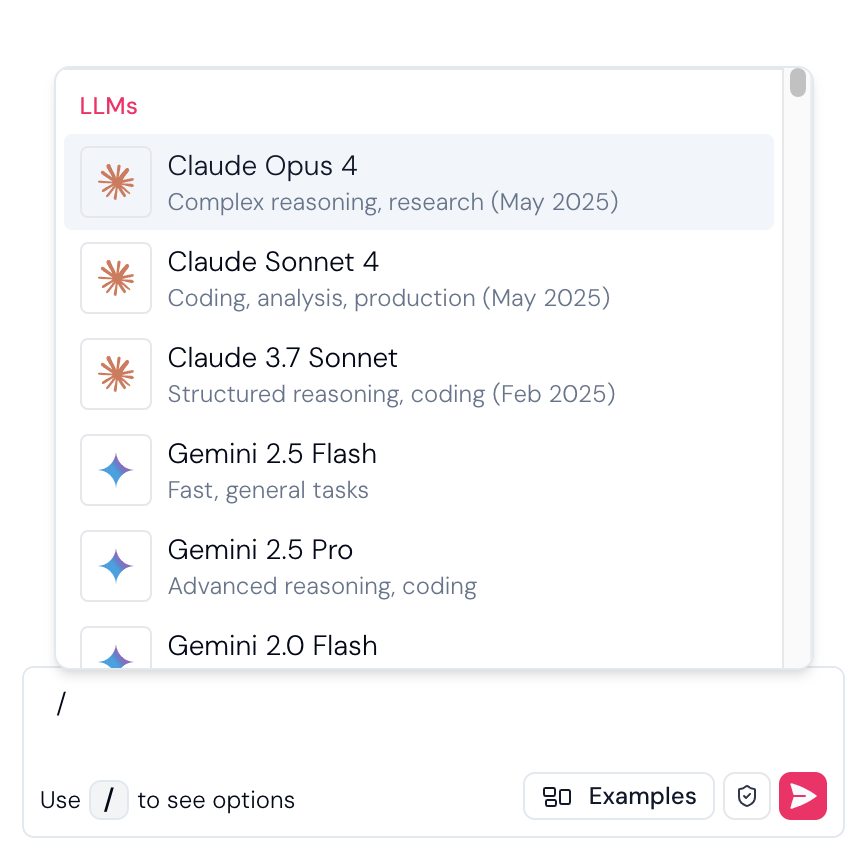 LLMs
Claude Opus 4
Complex reasoning, research (May 2025)
Claude Sonnet 4
Coding, analysis, production (May 2025)
Claude 3.7 Sonnet
Structured reasoning, coding (Feb 2025)
Gemini 2.5 Flash
Fast, general tasks
Gemini 2.5 Pro
Advanced reasoning, coding
Gemini 2.0 Flash
/
Use / to see options
Examples